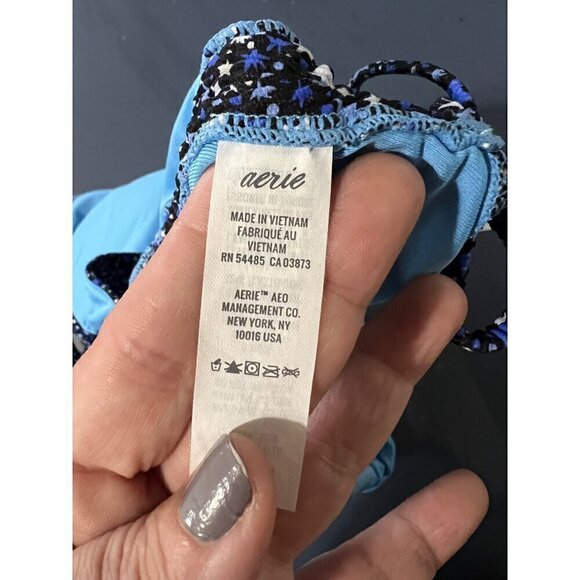 aerie
MADE IN VIETNAM
FABRIQUÉ AU
VIETNAM
RN 54485 CA 03873
AERIE™ AEO
MANAGEMENT CO.
NEW YORK, NY
10016 USA